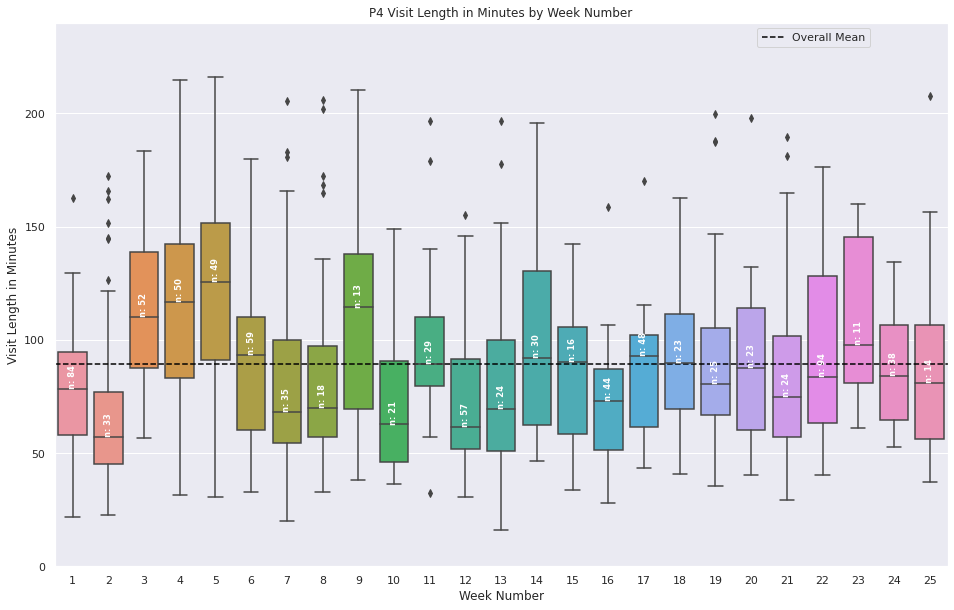 P4 Visit Length in Minutes by Week Number
Overall Mean
Visit Length in Minutes
200
150
100
50
0
n: 84
n: 33
n: 52
n: 50
n: 49
n: 59
n: 35
n: 18
n: 13
n: 21
n: 29
n: 57
n: 24
n: 30
n: 16
n: 44
n: 48
n: 23
n: 23
n: 24
n: 94
n: 11
n: 14
1 2 3 4 5 6 7 8 9 10 11 12 13 14 15 16 17 18 19 20 21 22 23 24 25
Week Number